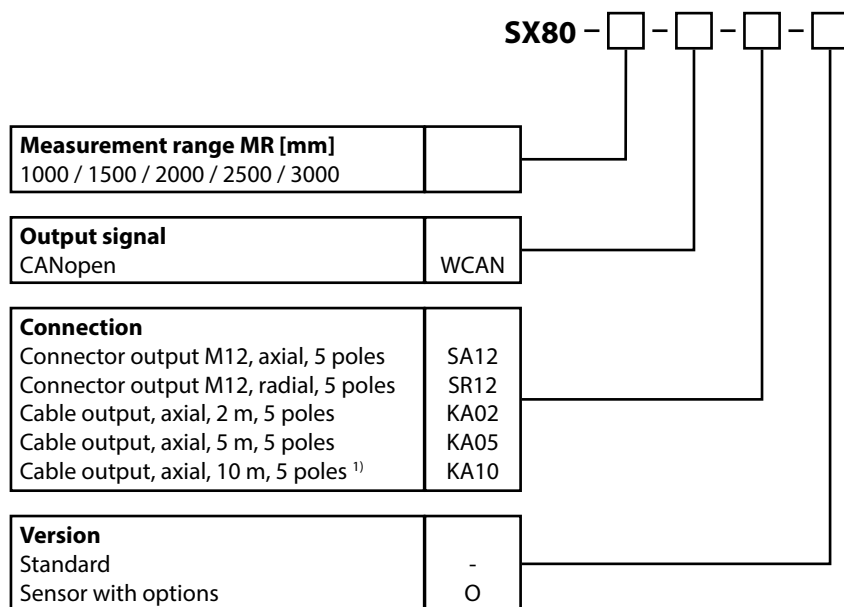 SX80 – – – –
Measurement range MR [mm]
1000 / 1500 / 2000 / 2500 / 3000
Output signal
CANopen WCAN
Connection
Connector output M12, axial, 5 poles SA12
Connector output M12, radial, 5 poles SR12
Cable output, axial, 2 m, 5 poles KA02
Cable output, axial, 5 m, 5 poles KA05
Cable output, axial, 10 m, 5 poles 1) KA10
Version
Standard -
Sensor with options O